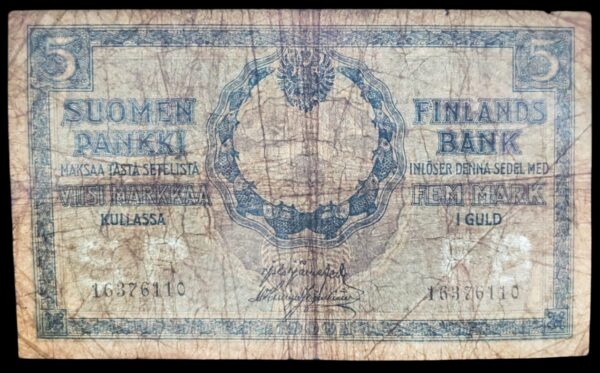 5
5
SUOMEN
PANKKI
MAKSAA TÄSTÄ SETELISTÄ
VIISI MARKKAA
KULLASSA
16376110
FINLANDS
BANK
INLÖSER DENNA SEDEL MED
FEM MARK
I GULD
16376110